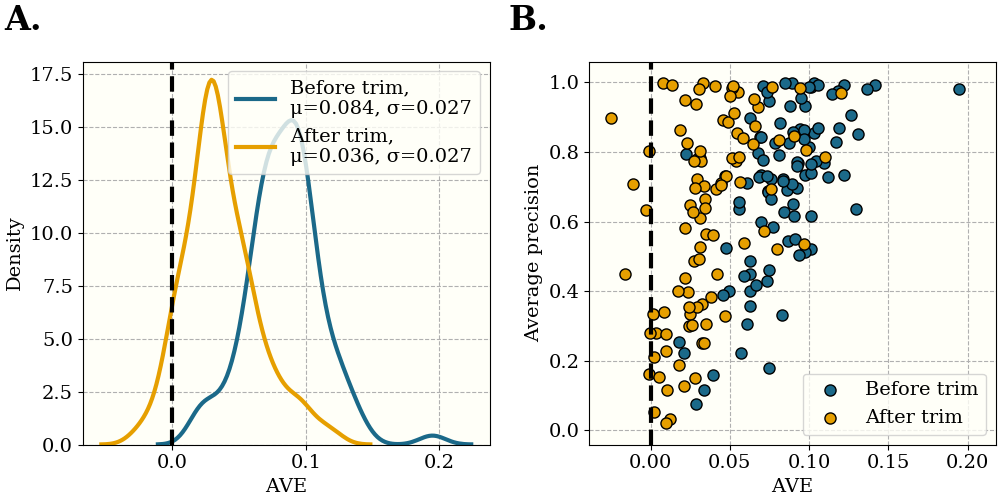 A.
17.5
15.0
12.5
10.0
7.5
5.0
2.5
0.0
Density
Before trim,
μ=0.084, σ=0.027
After trim,
μ=0.036, σ=0.027
0.0 0.1 0.2
AVE
B.
1.0
0.8
0.6
0.4
0.2
0.0
Average precision
Before trim
After trim
0.00 0.05 0.10 0.15 0.20
AVE